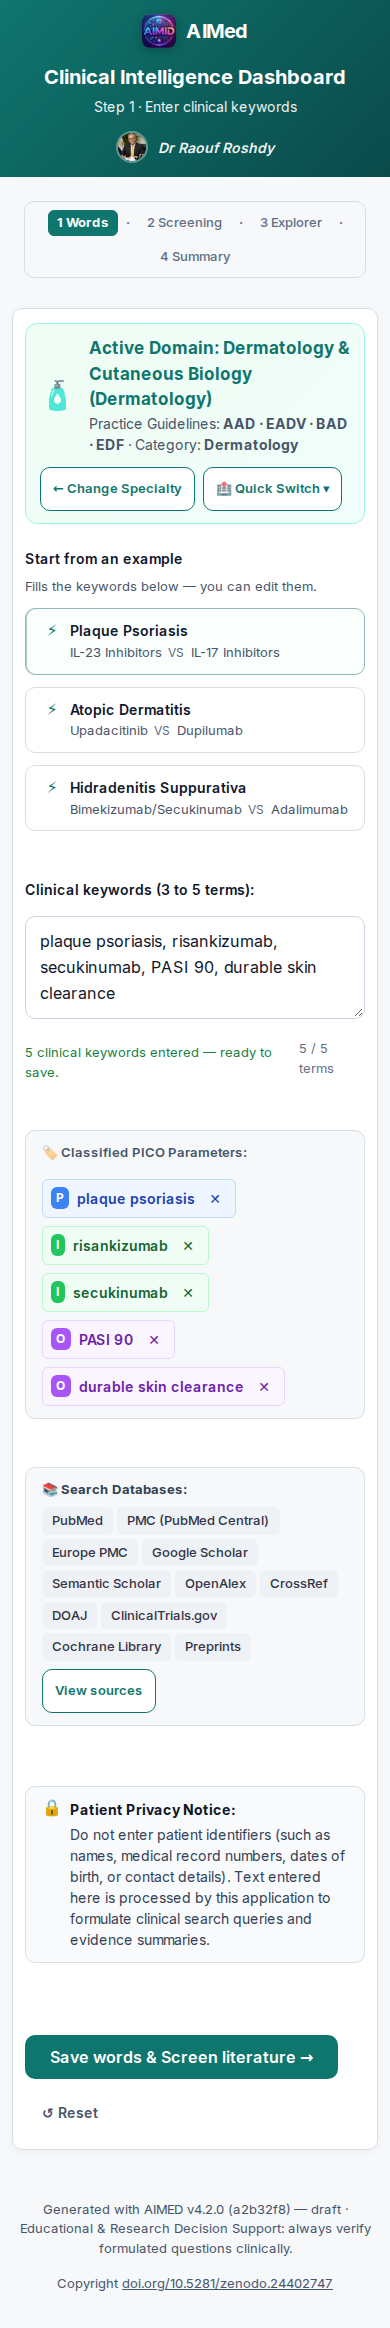 AIMID
AIMed
Clinical Intelligence Dashboard
Step 1 · Enter clinical keywords
Dr Raouf Roshdy
1 Words · 2 Screening · 3 Explorer ·
4 Summary
Active Domain: Dermatology &
Cutaneous Biology
(Dermatology)
Practice Guidelines: AAD · EADV · BAD
· EDF · Category: Dermatology
← Change Specialty
🏥 Quick Switch ▾
Start from an example
Fills the keywords below — you can edit them.
⚡ Plaque Psoriasis
IL-23 Inhibitors VS IL-17 Inhibitors
⚡ Atopic Dermatitis
Upadacitinib VS Dupilumab
⚡ Hidradenitis Suppurativa
Bimekizumab/Secukinumab VS Adalimumab
Clinical keywords (3 to 5 terms):
plaque psoriasis, risankizumab,
secukinumab, PASI 90, durable skin
clearance
5 clinical keywords entered — ready to
save.
5 / 5
terms
🏷️ Classified PICO Parameters:
P plaque psoriasis ✕
I risankizumab ✕
I secukinumab ✕
O PASI 90 ✕
O durable skin clearance ✕
📚 Search Databases:
PubMed PMC (PubMed Central)
Europe PMC Google Scholar
Semantic Scholar OpenAlex CrossRef
DOAJ ClinicalTrials.gov
Cochrane Library Preprints
View sources
🔒 Patient Privacy Notice:
Do not enter patient identifiers (such as
names, medical record numbers, dates of
birth, or contact details). Text entered
here is processed by this application to
formulate clinical search queries and
evidence summaries.
Save words & Screen literature →
↺ Reset
Generated with AIMED v4.2.0 (a2b32f8) — draft ·
Educational & Research Decision Support: always verify
formulated questions clinically.
Copyright doi.org/10.5281/zenodo.24402747